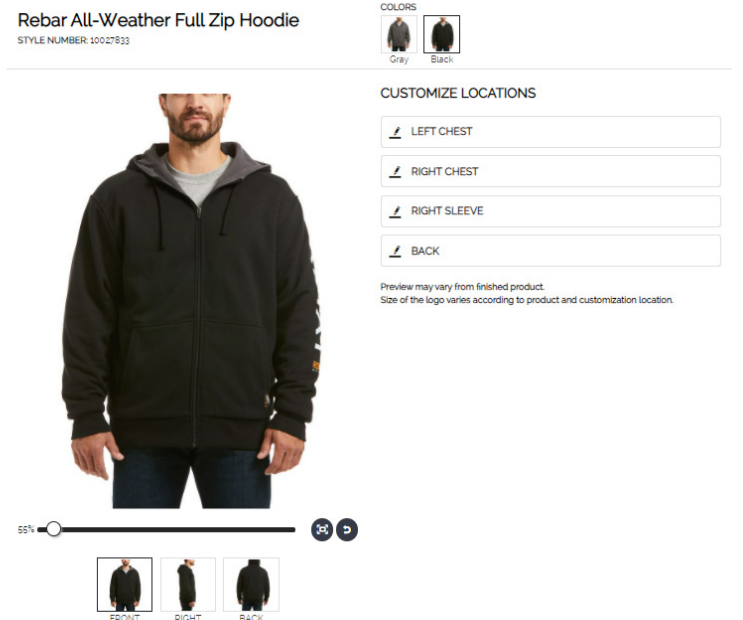 Rebar All-Weather Full Zip Hoodie
STYLE NUMBER: 10027833
COLORS
Gray
Black
CUSTOMIZE LOCATIONS
LEFT CHEST
RIGHT CHEST
RIGHT SLEEVE
BACK
Preview may vary from finished product.
Size of the logo varies according to product and customization location.
55%
FRONT
RIGHT
BACK